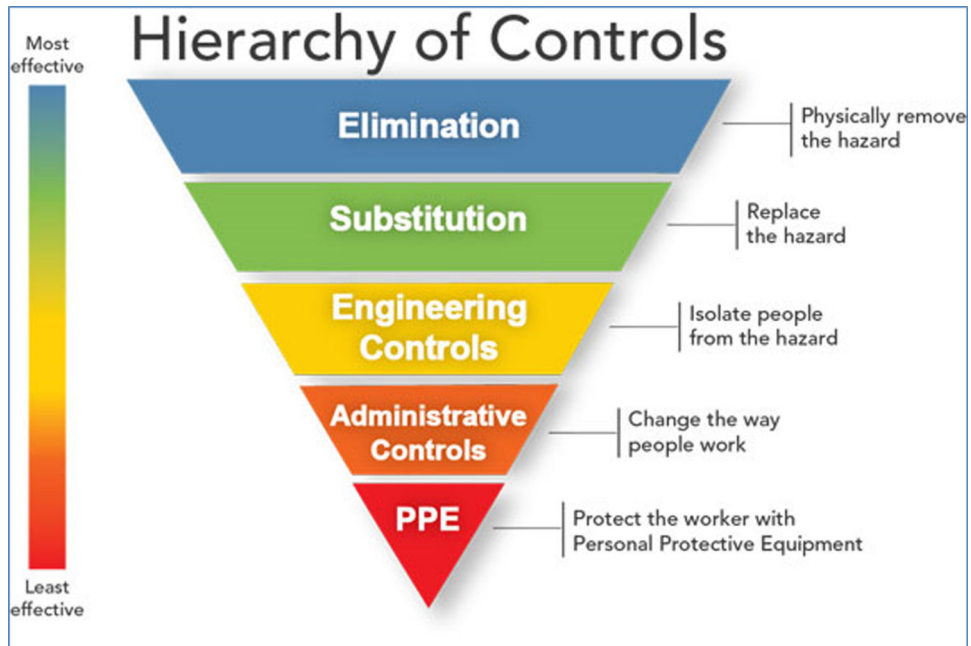 Hierarchy of Controls
Most
effective
Elimination
Physically remove
the hazard
Substitution
Replace
the hazard
Engineering
Controls
Isolate people
from the hazard
Administrative
Controls
Change the way
people work
PPE
Protect the worker with
Personal Protective Equipment
Least
effective